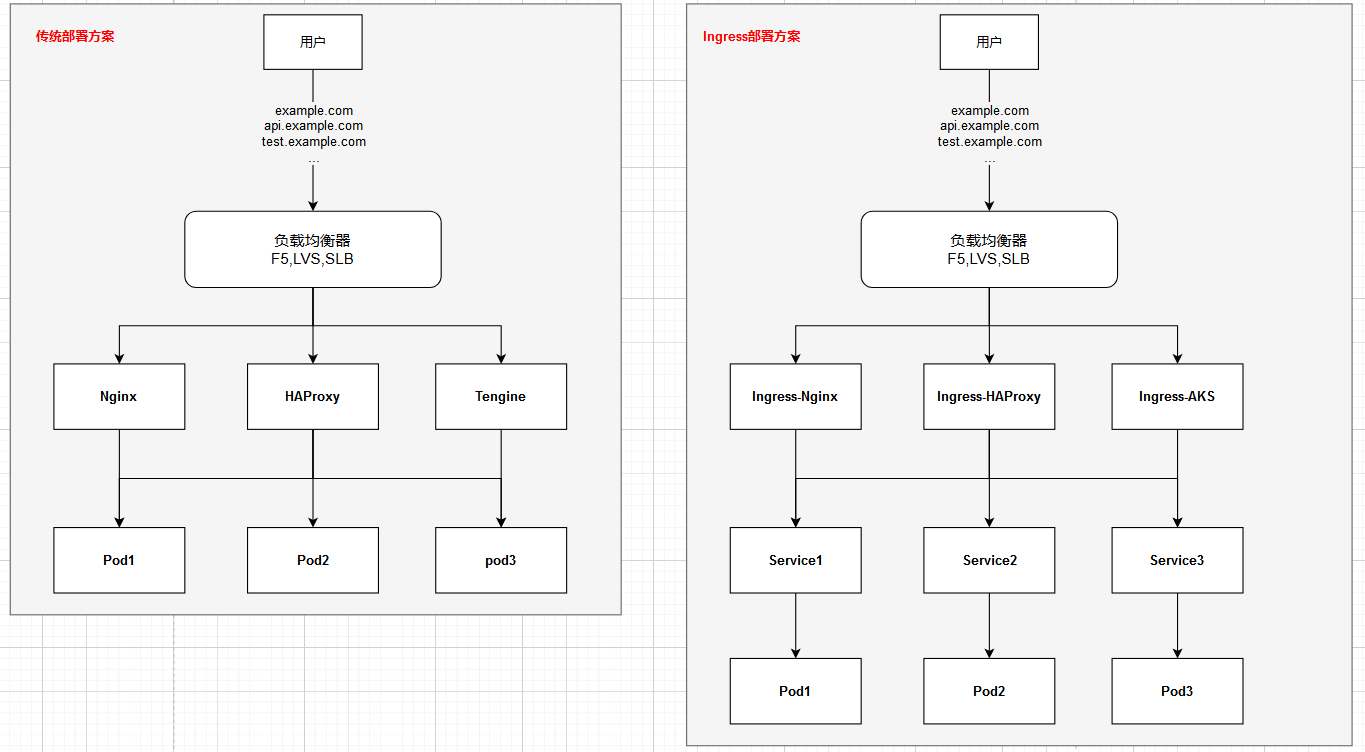 传统部署方案
用户
example.com
api.example.com
test.example.com
...
负载均衡器
F5,LVS,SLB
Nginx
HAProxy
Tengine
Pod1
Pod2
pod3
Ingress部署方案
用户
example.com
api.example.com
test.example.com
...
负载均衡器
F5,LVS,SLB
Ingress-Nginx
Ingress-HAProxy
Ingress-AKS
Service1
Service2
Service3
Pod1
Pod2
Pod3